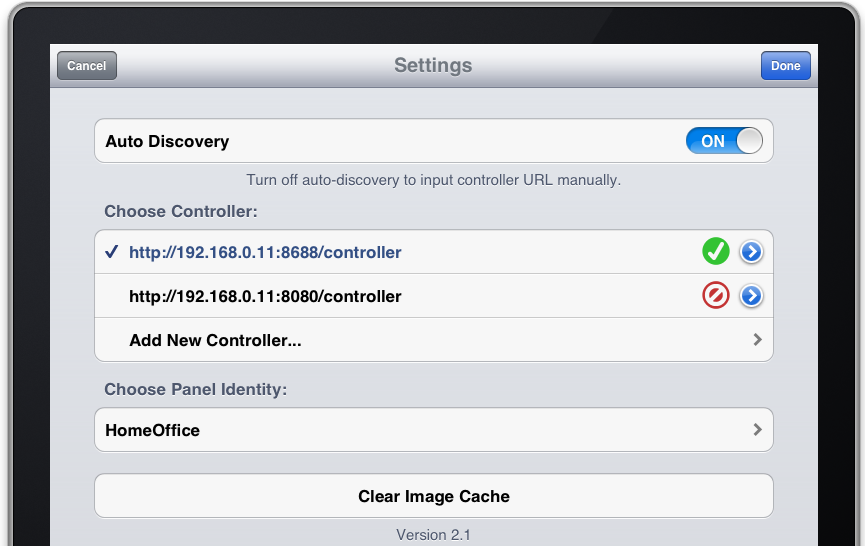 Cancel
Settings
Done
Auto Discovery
ON
Turn off auto-discovery to input controller URL manually.
Choose Controller:
http://192.168.0.11:8688/controller
http://192.168.0.11:8080/controller
Add New Controller...
Choose Panel Identity:
HomeOffice
Clear Image Cache
Version 2.1